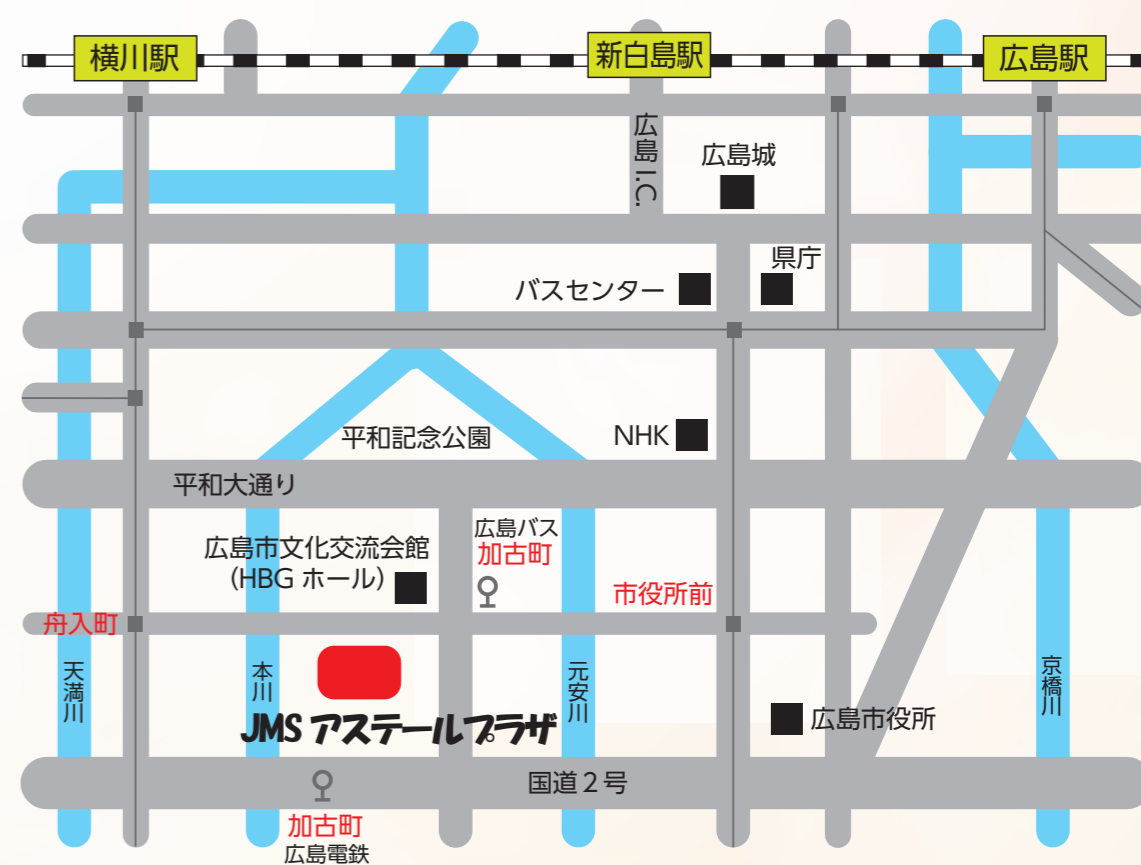 横川駅
新白島駅
広島駅
広島 I.C.
広島城
県庁
バスセンター
平和記念公園
NHK
平和大通り
広島バス
加古町
広島市文化交流会館
(HBG ホール)
市役所前
舟入町
天満川
本川
元安川
京橋川
JMS アステールプラザ
広島市役所
国道2号
加古町
広島電鉄